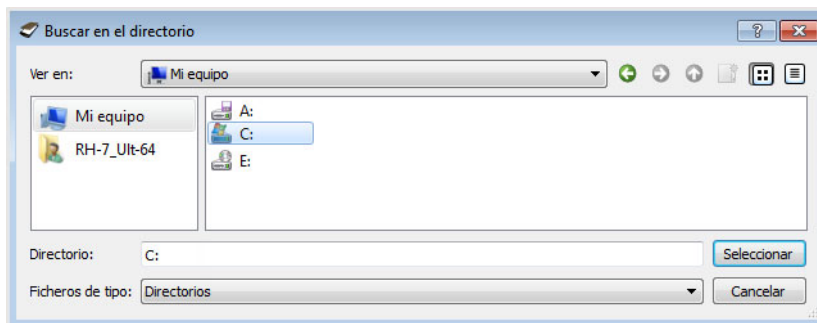 Buscar en el directorio
Ver en: Mi equipo
Mi equipo
RH-7_Ult-64
A:
C:
E:
Directorio: C: Seleccionar
Ficheros de tipo: Directorios Cancelar